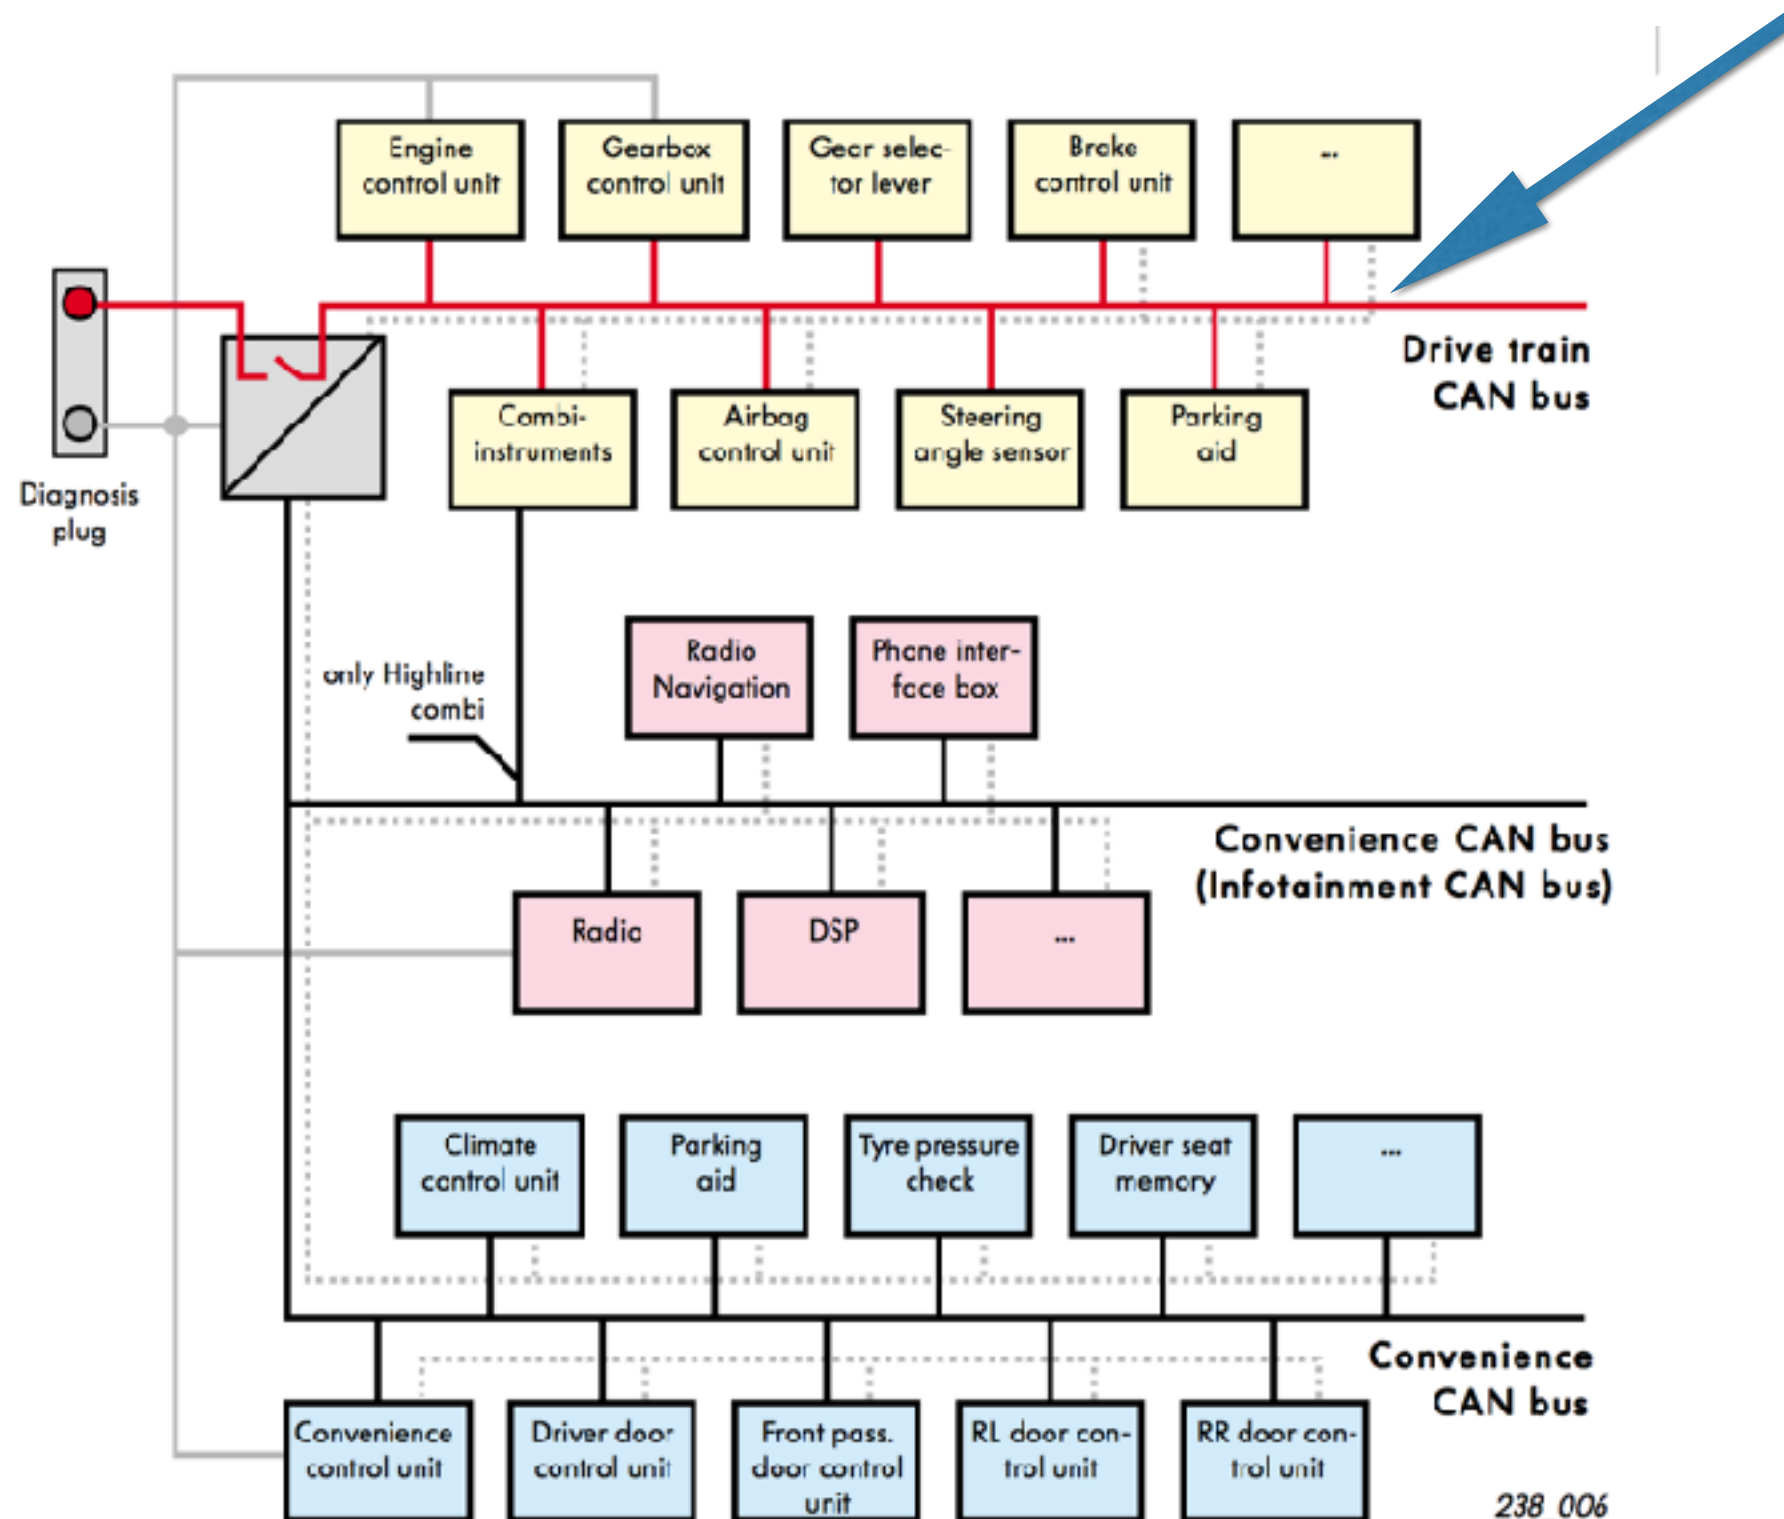 Engine
control unit
Gearbox
control unit
Gear selec-
tor lever
Brake
control unit
...
Drive train
CAN bus
Diagnosis
plug
Combi-
instruments
Airbag
control unit
Steering
angle sensor
Parking
aid
only Highline
combi
Radio
Navigation
Phone inter-
face box
Convenience CAN bus
(Infotainment CAN bus)
Radio
DSP
...
Climate
control unit
Parking
aid
Tyre pressure
check
Driver seat
memory
...
Convenience
CAN bus
Convenience
control unit
Driver door
control unit
Front pass.
door control
unit
RL door con-
trol unit
RR door con-
trol unit
238_006